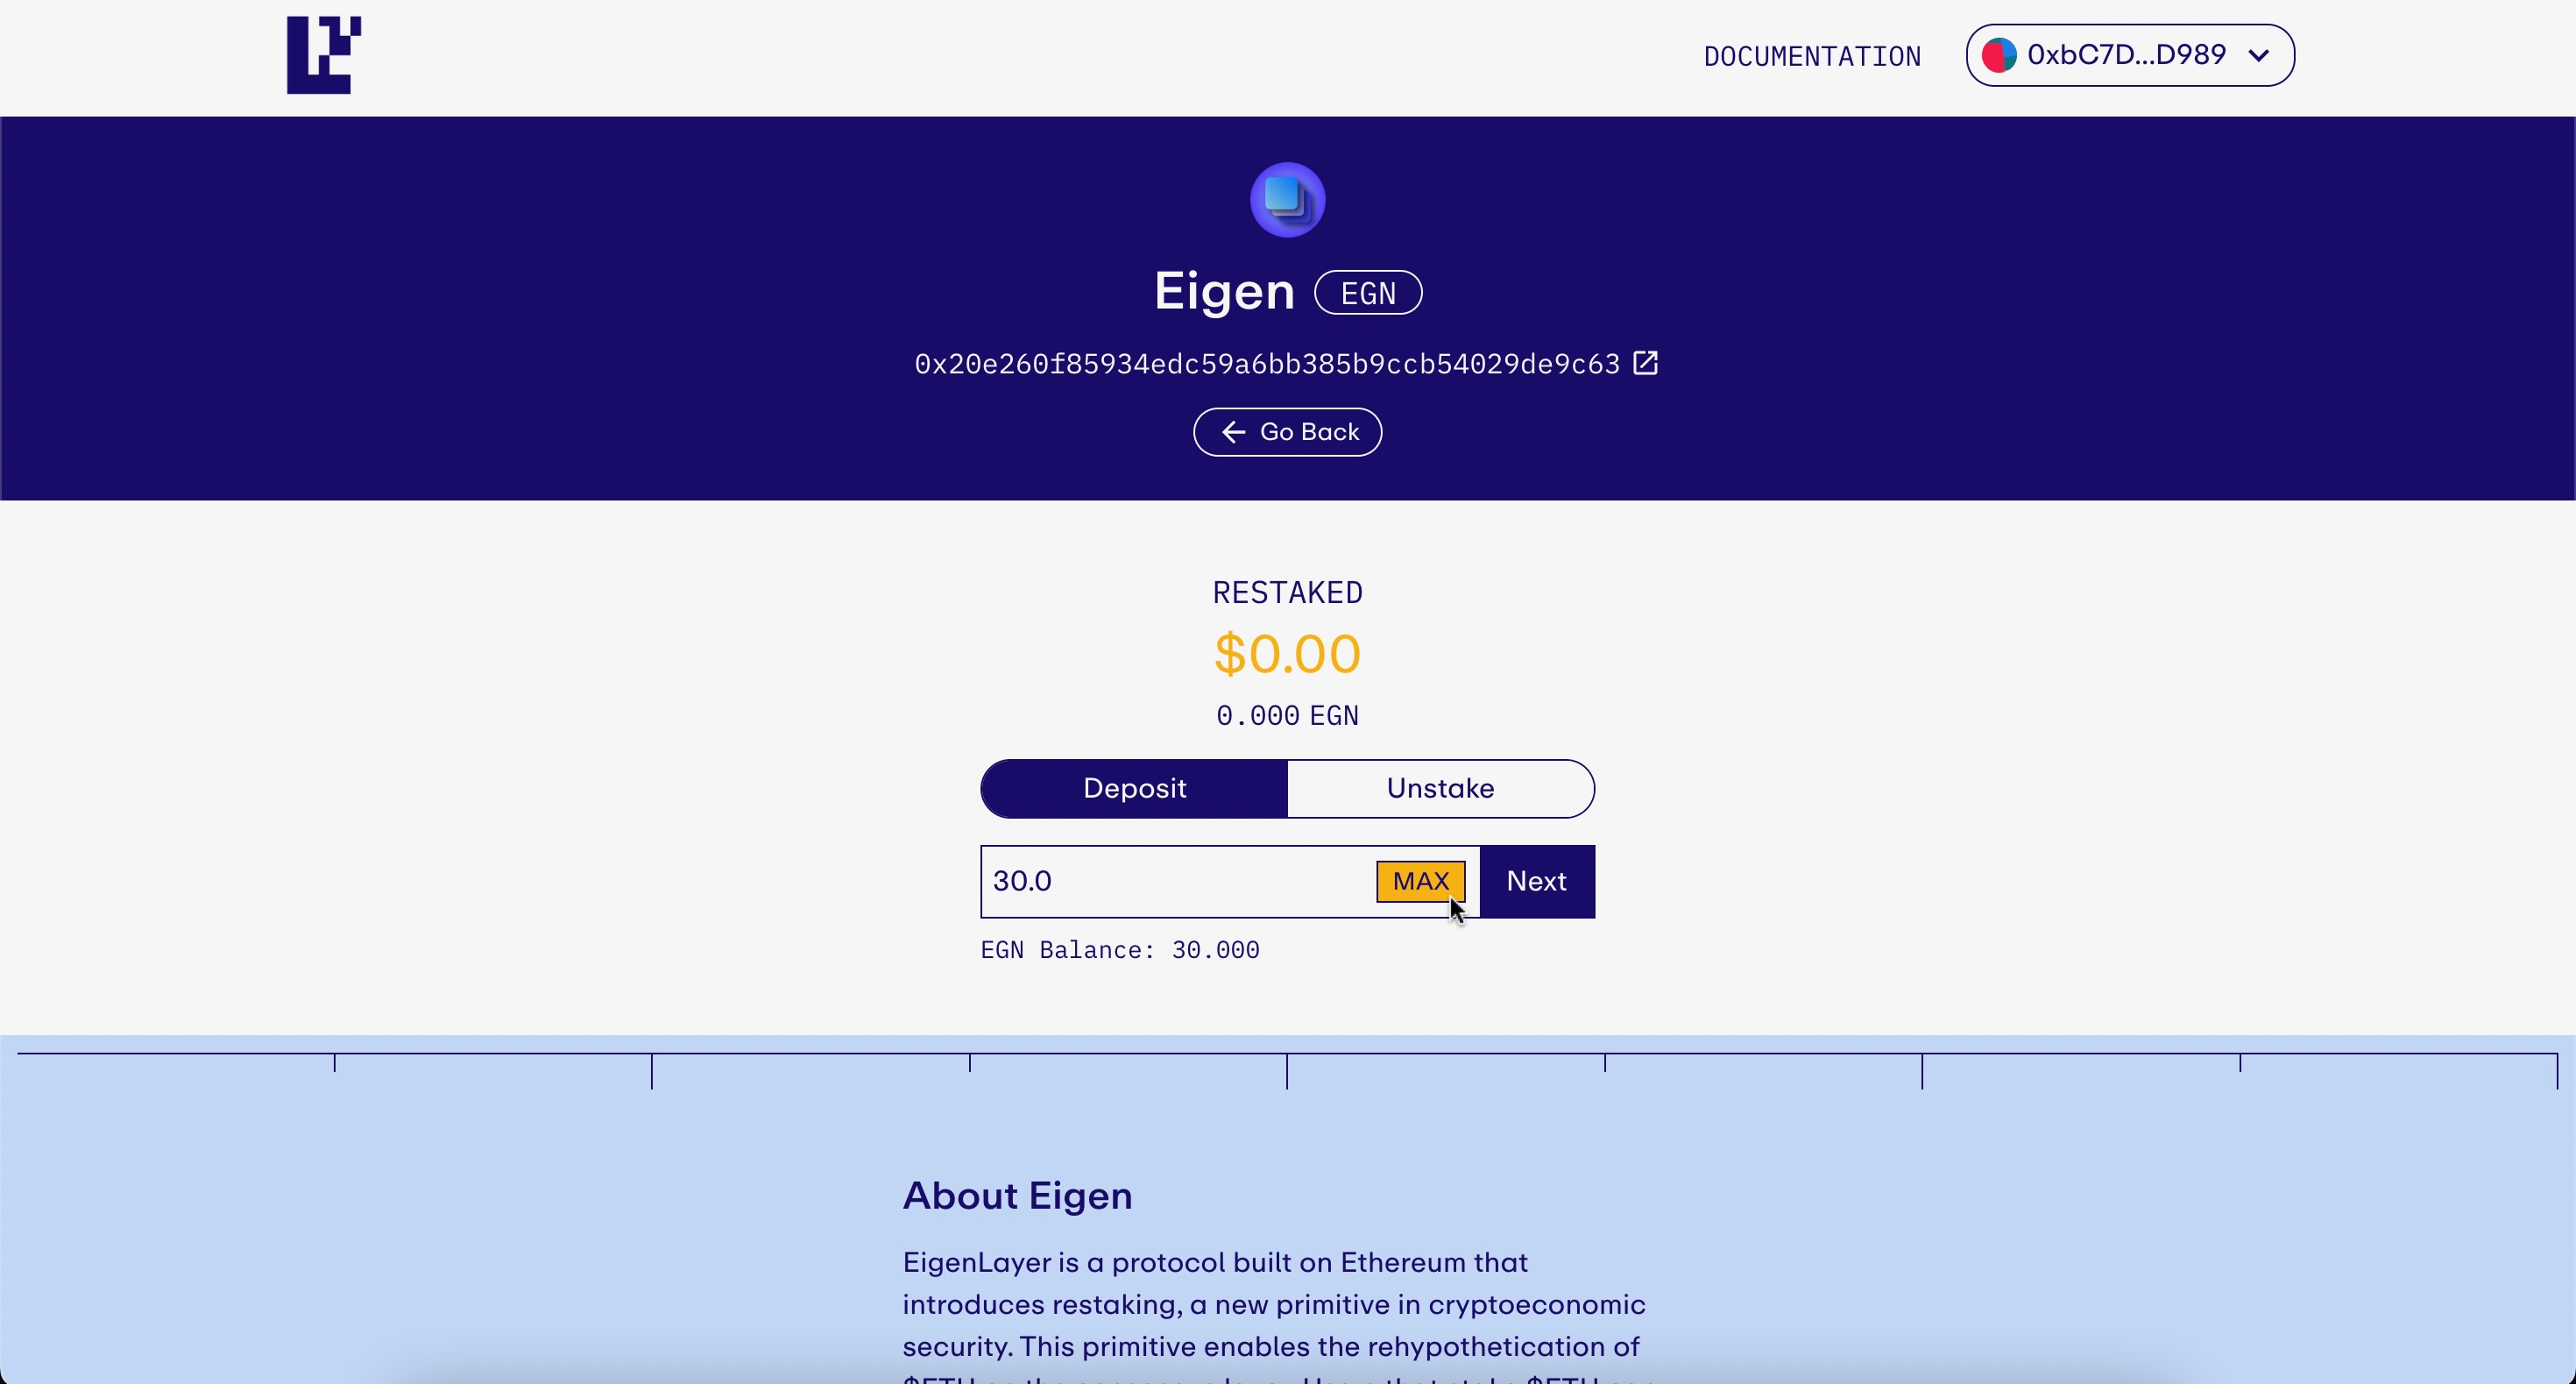 DOCUMENTATION
0xbC7D...D989
Eigen EGN
0x20e260f85934edc59a6bb385b9ccb54029de9c63
Go Back
RESTAKED
$0.00
0.000 EGN
Deposit Unstake
30.0 MAX Next
EGN Balance: 30.000
About Eigen
EigenLayer is a protocol built on Ethereum that
introduces restaking, a new primitive in cryptoeconomic
security. This primitive enables the rehypothetication of